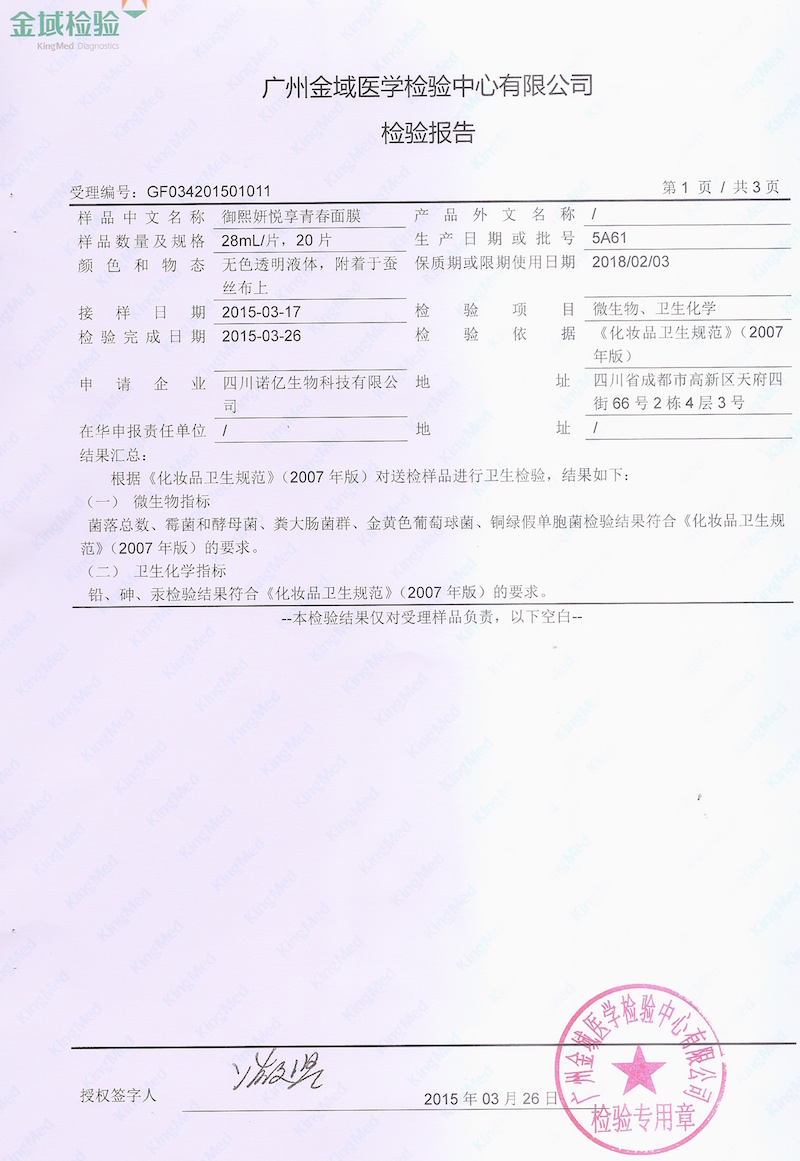 金域检验
KingMed Diagnostics
广州金域医学检验中心有限公司
检验报告
受理编号：GF034201501011
第 1 页 / 共 3 页
样品中文名称 御熙妍悦享青春面膜 产品外文名称 /
样品数量及规格 28mL/片，20 片 生产日期或批号 5A61
颜色和物态 无色透明液体，附着于蚕 保质期或限期使用日期 2018/02/03
丝布上
接样日期 2015-03-17 检验项目 微生物、卫生化学
检验完成日期 2015-03-26 检验依据 《化妆品卫生规范》（2007
年版）
申请企业 四川诺亿生物科技有限公 地址 四川省成都市高新区天府四
司 街 66 号 2 栋 4 层 3 号
在华申报责任单位 / 地址 /
结果汇总：
根据《化妆品卫生规范》（2007 年版）对送检样品进行卫生检验，结果如下：
（一） 微生物指标
菌落总数、霉菌和酵母菌、粪大肠菌群、金黄色葡萄球菌、铜绿假单胞菌检验结果符合《化妆品卫生规
范》（2007 年版）的要求。
（二） 卫生化学指标
铅、砷、汞检验结果符合《化妆品卫生规范》（2007 年版）的要求。
--本检验结果仅对受理样品负责，以下空白--
授权签字人
2015 年 03 月 26 日
广州金域医学检验中心有限公司
检验专用章